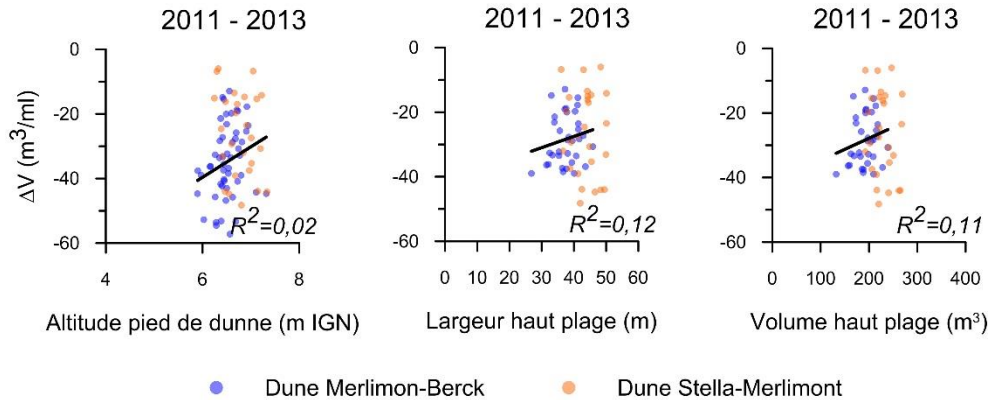 2011 - 2013
2011 - 2013
2011 - 2013
ΔV (m³/ml)
0
-20
-40
-60
4
6
8
R²=0,02
0
-20
-40
-60
0
10
20
30
40
50
60
R²=0,12
0
-20
-40
-60
0
100
200
300
400
R²=0,11
Altitude pied de dunne (m IGN)
Largeur haut plage (m)
Volume haut plage (m³)
Dune Merlimon-Berck
Dune Stella-Merlimont